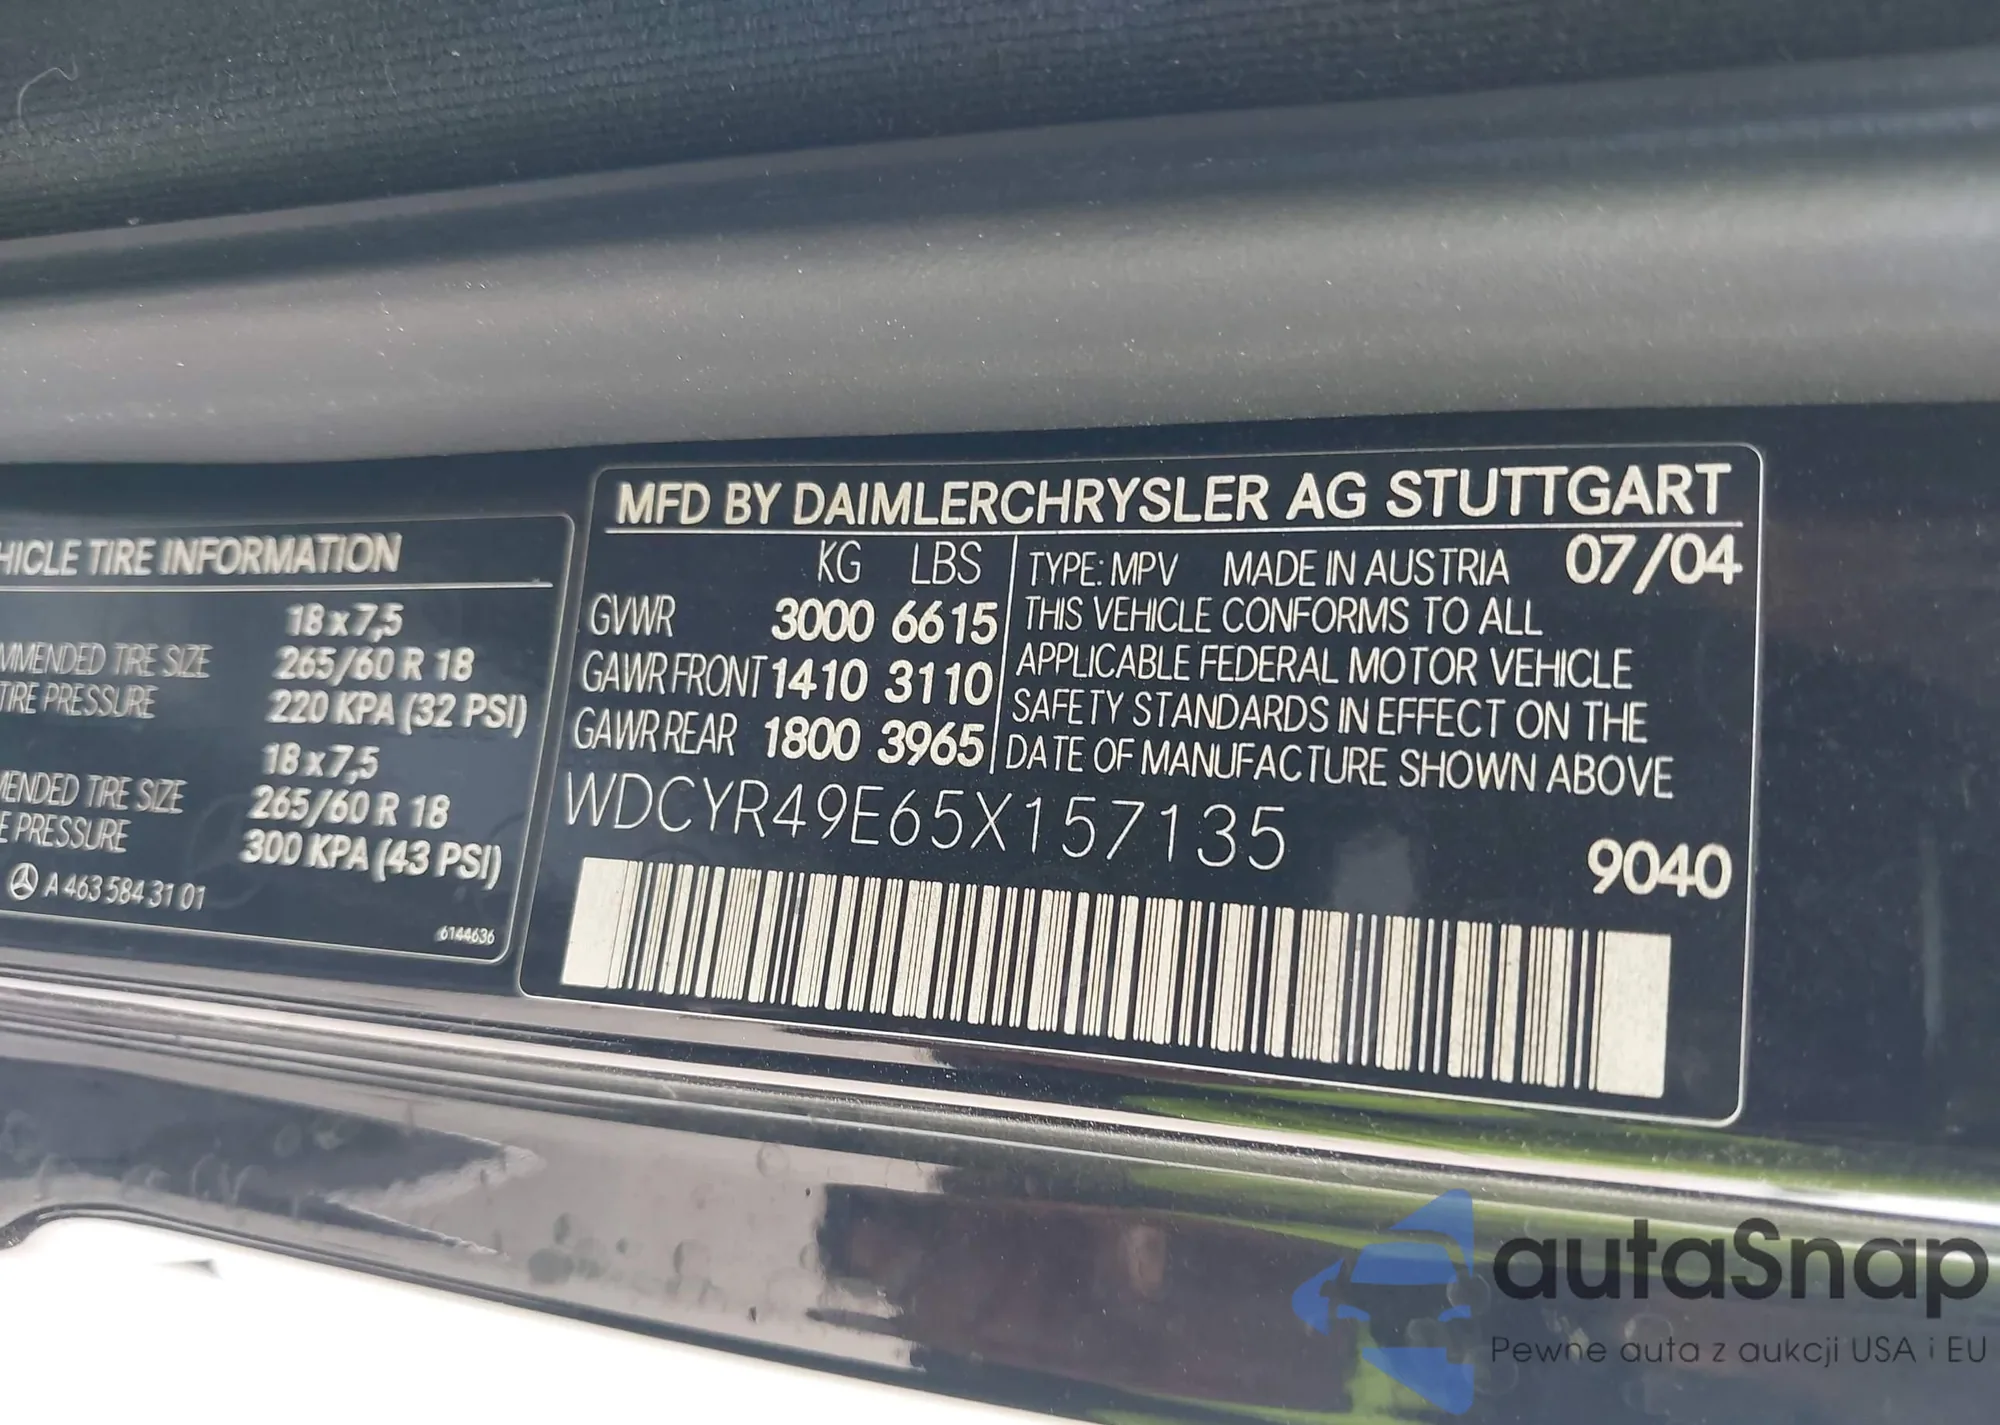 HICLE TIRE INFORMATION
18 x 7,5
MMENDED TIRE SIZE 265/60 R 18
TIRE PRESSURE 220 KPA (32 PSI)
18 x 7,5
MENDED TIRE SIZE 265/60 R 18
E PRESSURE 300 KPA (43 PSI)
A 463 584 31 01
6144636
MFD BY DAIMLERCHRYSLER AG STUTTGART
KG LBS
GVWR 3000 6615
GAWR FRONT 1410 3110
GAWR REAR 1800 3965
TYPE: MPV MADE IN AUSTRIA 07/04
THIS VEHICLE CONFORMS TO ALL
APPLICABLE FEDERAL MOTOR VEHICLE
SAFETY STANDARDS IN EFFECT ON THE
DATE OF MANUFACTURE SHOWN ABOVE
WDCYR49E65X157135
9040
autaSnap
Pewne auta z aukcji USA i EU